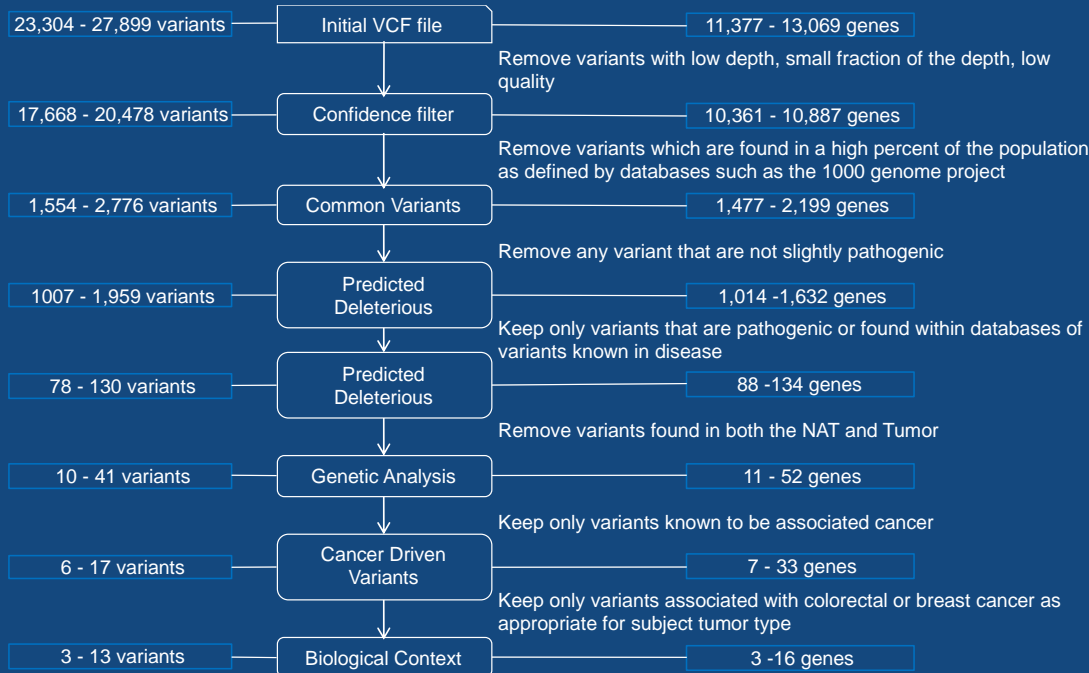 23,304 - 27,899 variants
Initial VCF file
11,377 - 13,069 genes
Remove variants with low depth, small fraction of the depth, low
quality
17,668 - 20,478 variants
Confidence filter
10,361 - 10,887 genes
Remove variants which are found in a high percent of the population
as defined by databases such as the 1000 genome project
1,554 - 2,776 variants
Common Variants
1,477 - 2,199 genes
Remove any variant that are not slightly pathogenic
1007 - 1,959 variants
Predicted
Deleterious
1,014 -1,632 genes
Keep only variants that are pathogenic or found within databases of
variants known in disease
78 - 130 variants
Predicted
Deleterious
88 -134 genes
Remove variants found in both the NAT and Tumor
10 - 41 variants
Genetic Analysis
11 - 52 genes
Keep only variants known to be associated cancer
6 - 17 variants
Cancer Driven
Variants
7 - 33 genes
Keep only variants associated with colorectal or breast cancer as
appropriate for subject tumor type
3 - 13 variants
Biological Context
3 -16 genes